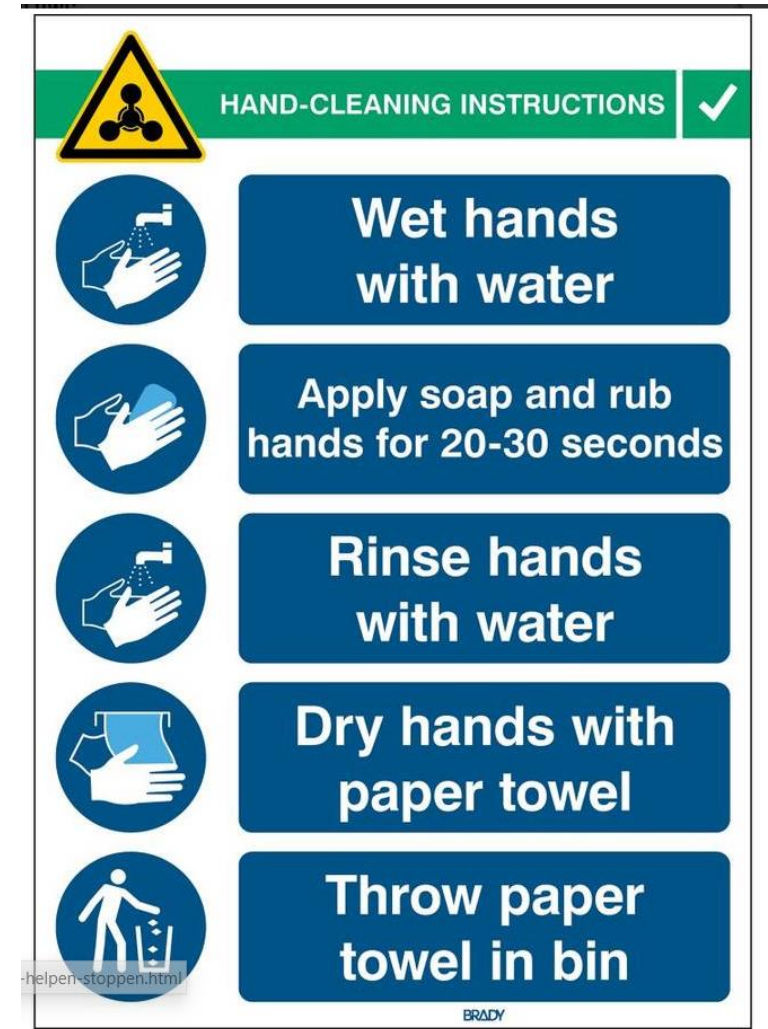 HAND-CLEANING INSTRUCTIONS
Wet hands
with water
Apply soap and rub
hands for 20-30 seconds
Rinse hands
with water
Dry hands with
paper towel
Throw paper
towel in bin
-helpen-stoppen.html
BRADY